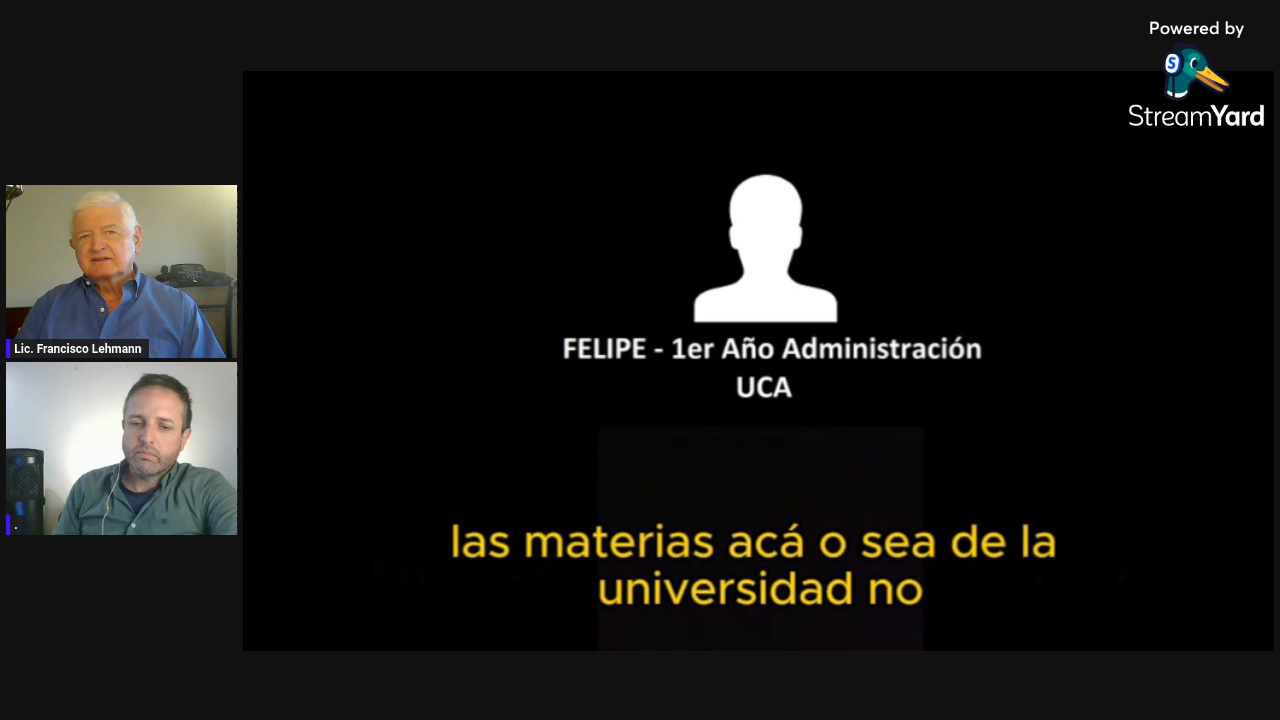 Powered by
S
StreamYard
Lic. Francisco Lehmann
.
FELIPE - 1er Año Administración
UCA
las materias acá o sea de la
universidad no